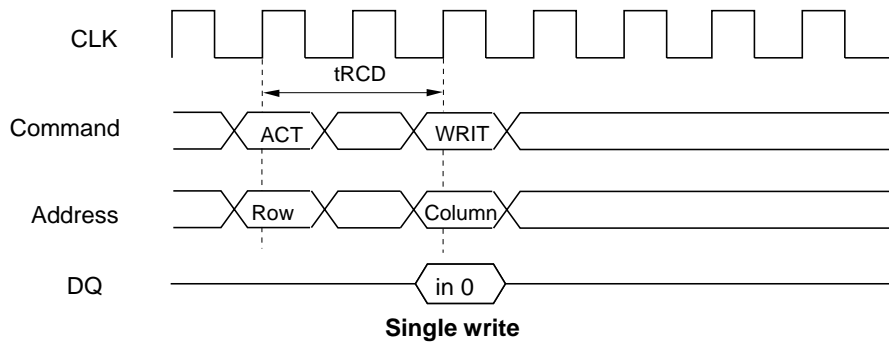 CLK
tRCD
Command ACT WRIT
Address Row Column
DQ in 0
Single write